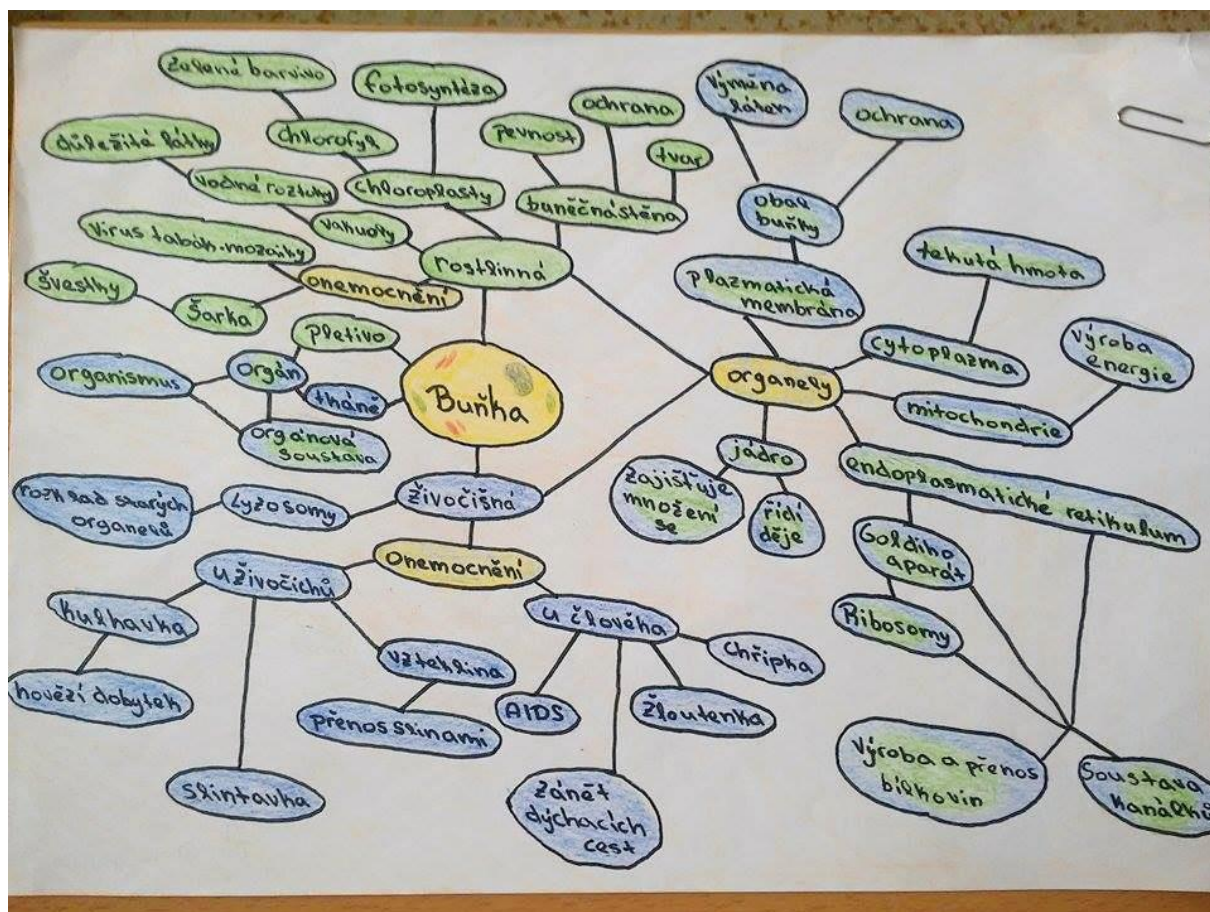 zelené barvivo
fotosyntéza
chlorofyl
důležité látky
vodné roztoky
chloroplasty
vakuoly
virus tabák.mozaiky
rostlinná
onemocnění
švestky
šarka
pletivo
pevnost
ochrana
tvar
buněčná stěna
výměna
látek
ochrana
obal
buňky
plazmatická
membrána
tekutá hmota
cytoplazma
výroba
energie
organely
mitochondrie
organismus
orgán
tkáně
orgánová
soustava
Buňka
jádro
zajišťuje
množení
se
řídí
děje
endoplasmatické retikulum
Goldiho
aparát
Ribosomy
rozklad starých
organelů
Lyzosomy
živočišná
Onemocnění
u živočichů
kulhavka
hovězí dobytek
vzteklina
přenos slinami
slintavka
u člověka
Chřipka
AIDS
žloutenka
zánět
dýchacích
cest
Výroba a přenos
bílkovin
Soustava
kanálků